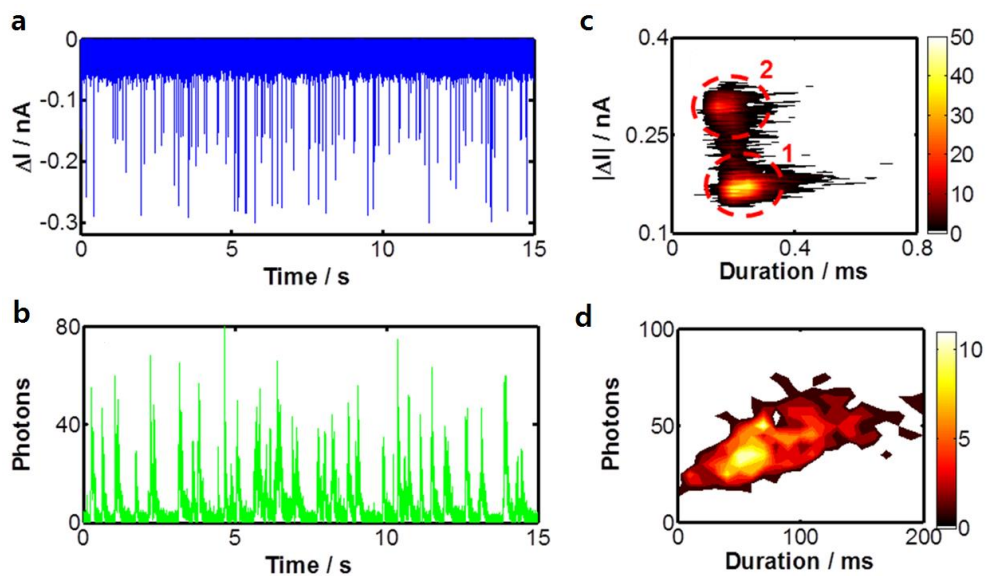 a
0
-0.1
-0.2
-0.3
ΔI / nA
0 5 10 15
Time / s
b
80
40
0
Photons
0 5 10 15
Time / s
c
0.4
0.25
0.1
|ΔI| / nA
2
1
0 0.4 0.8
Duration / ms
50
40
30
20
10
0
d
100
50
0
Photons
0 100 200
Duration / ms
10
5
0